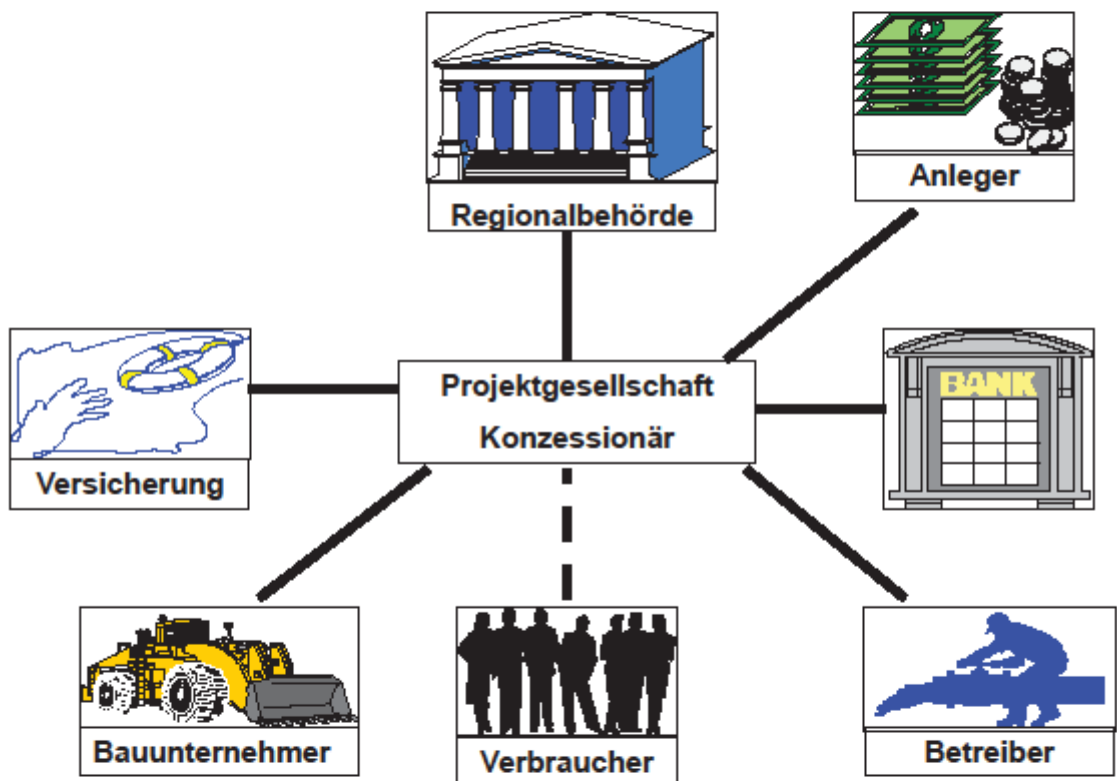 Regionalbehörde
Anleger
Projektgesellschaft
Konzessionär
BANK
Versicherung
Bauunternehmer
Verbraucher
Betreiber